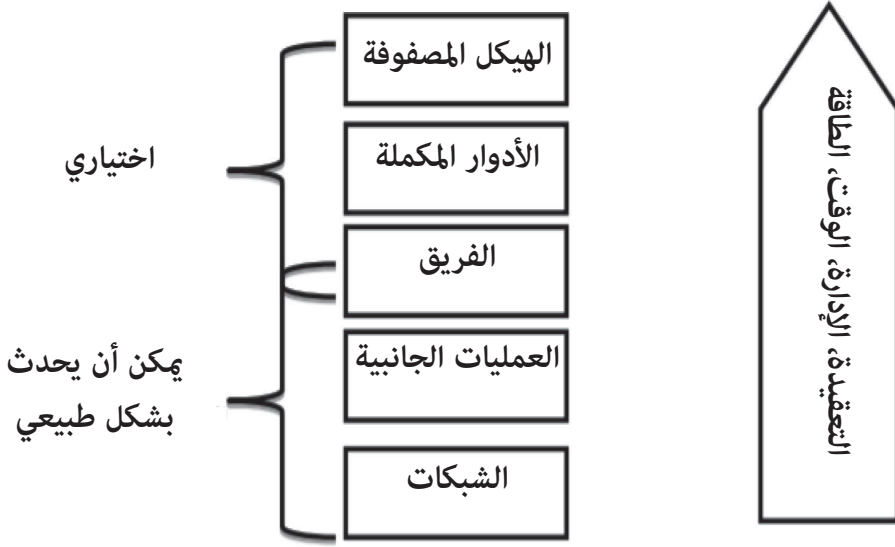 الهيكل المصفوفة
الأدوار المكملة
الفريق
العمليات الجانبية
الشبكات
اختياري
يمكن أن يحدث
بشكل طبيعي
التعقيدة، الإدارة، الوقت، الطاقة